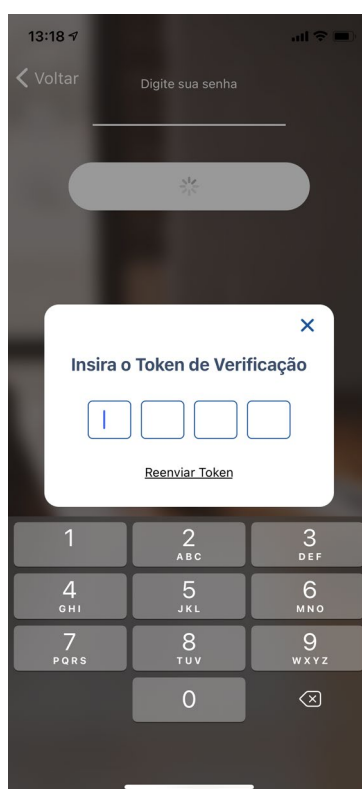 13:18
Voltar
Digite sua senha
Insira o Token de Verificação
Reenviar Token
1
2
ABC
3
DEF
4
GHI
5
JKL
6
MNO
7
PQRS
8
TUV
9
WXYZ
0